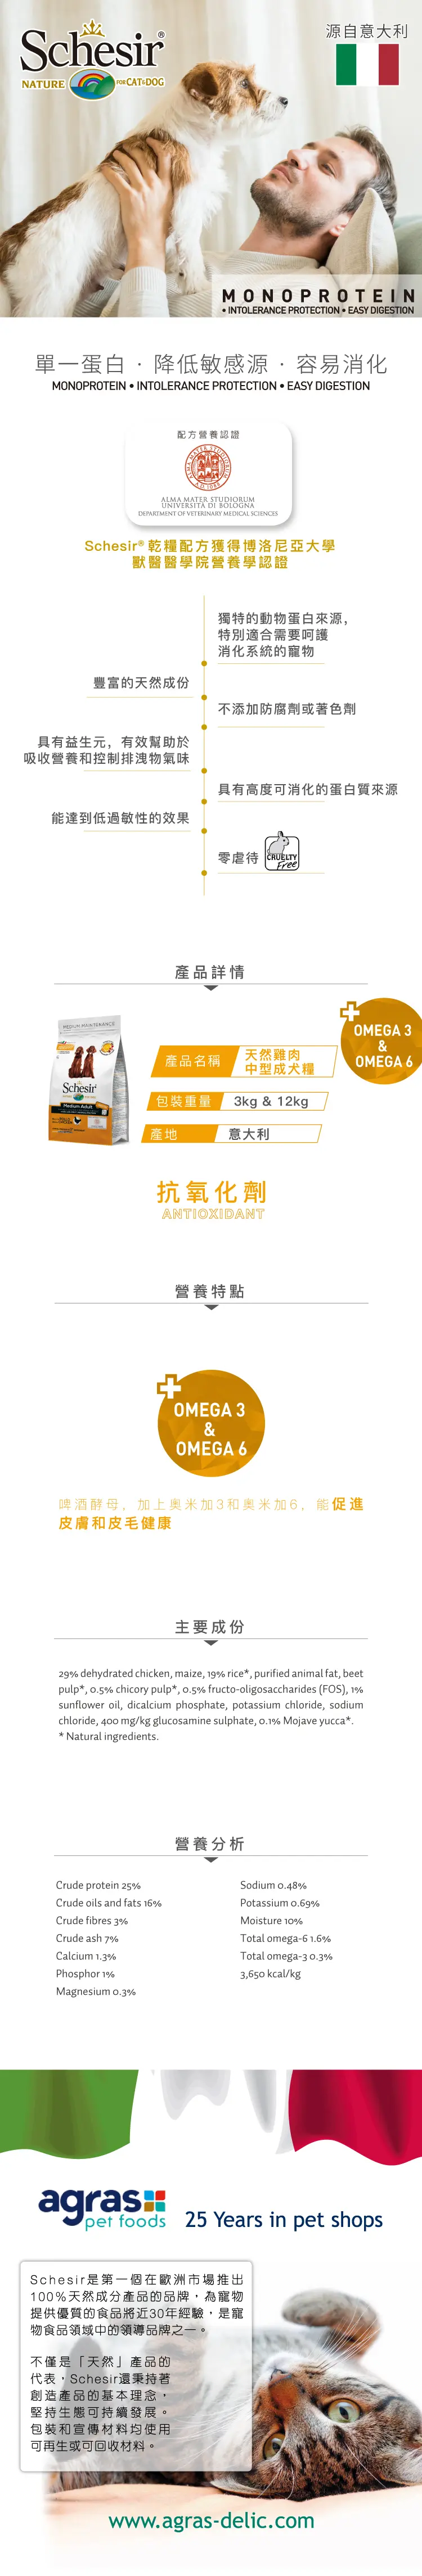 Schesir®
NATURE FOR CAT & DOG
源自意大利
MONOPROTEIN
• INTOLERANCE PROTECTION • EASY DIGESTION
單一蛋白 · 降低敏感源 · 容易消化
MONOPROTEIN • INTOLERANCE PROTECTION • EASY DIGESTION
配方營養認證
ALMA MATER STUDIORUM
UNIVERSITÀ DI BOLOGNA
DEPARTMENT OF VETERINARY MEDICAL SCIENCES
Schesir® 乾糧配方獲得博洛尼亞大學
獸醫醫學院營養學認證
獨特的動物蛋白來源，
特別適合需要呵護
消化系統的寵物
豐富的天然成份
不添加防腐劑或著色劑
具有益生元，有效幫助於
吸收營養和控制排洩物氣味
具有高度可消化的蛋白質來源
能達到低過敏性的效果
零虐待
CRUELTY
Free
產品詳情
OMEGA 3
&
OMEGA 6
MEDIUM MAINTENANCE
Schesir
Medium Adult
產品名稱
天然雞肉
中型成犬糧
包裝重量 3kg & 12kg
產地 意大利
抗氧化劑
ANTIOXIDANT
營養特點
OMEGA 3
&
OMEGA 6
啤酒酵母，加上奧米加3和奧米加6，能促進
皮膚和皮毛健康
主要成份
29% dehydrated chicken, maize, 19% rice*, purified animal fat, beet
pulp*, 0.5% chicory pulp*, 0.5% fructo-oligosaccharides (FOS), 1%
sunflower oil, dicalcium phosphate, potassium chloride, sodium
chloride, 400 mg/kg glucosamine sulphate, 0.1% Mojave yucca*.
* Natural ingredients.
營養分析
Crude protein 25%
Crude oils and fats 16%
Crude fibres 3%
Crude ash 7%
Calcium 1.3%
Phosphor 1%
Magnesium 0.3%
Sodium 0.48%
Potassium 0.69%
Moisture 10%
Total omega-6 1.6%
Total omega-3 0.3%
3,650 kcal/kg
agras
pet foods
25 Years in pet shops
Schesir是第一個在歐洲市場推出
100%天然成分產品的品牌，為寵物
提供優質的食品將近30年經驗，是寵
物食品領域中的領導品牌之一。
不僅是「天然」產品的
代表，Schesir還秉持著
創造產品的基本理念，
堅持生態可持續發展。
包裝和宣傳材料均使用
可再生或可回收材料。
www.agras-delic.com